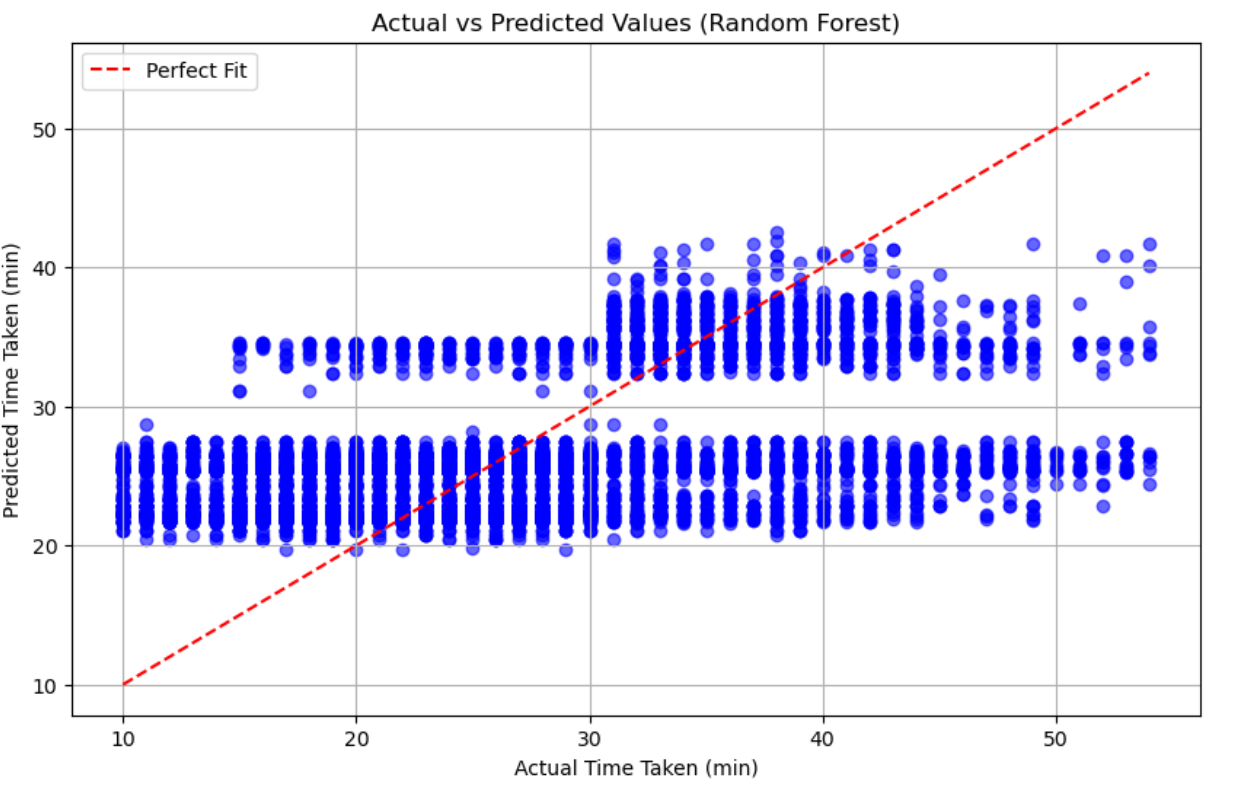 Actual vs Predicted Values (Random Forest)
Perfect Fit
Predicted Time Taken (min)
50
40
30
20
10
10 20 30 40 50
Actual Time Taken (min)